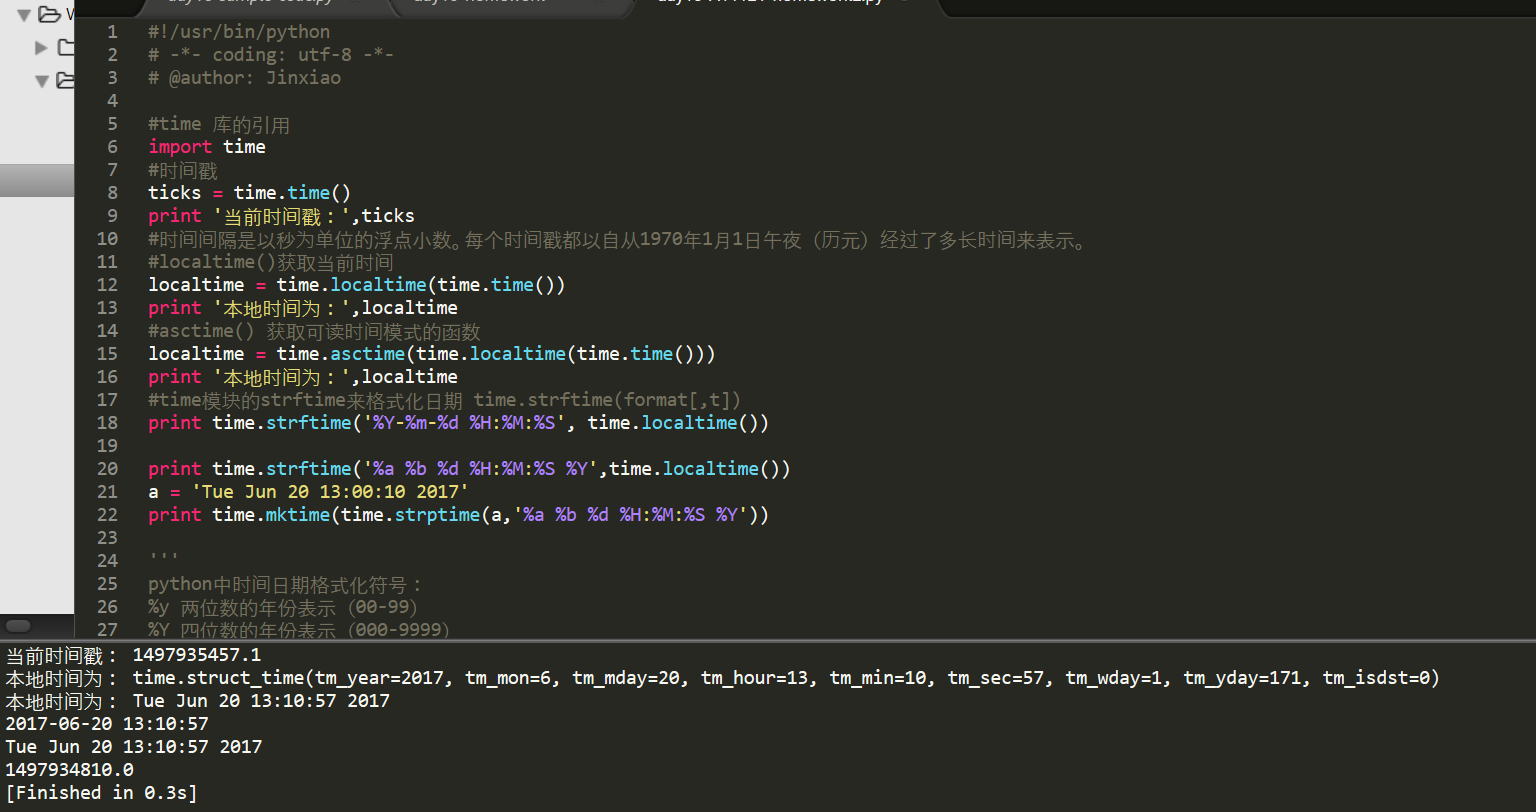 W
1 #!/usr/bin/python
2 # -*- coding: utf-8 -*-
3 # @author: Jinxiao
4
5 #time 库的引用
6 import time
7 #时间戳
8 ticks = time.time()
9 print '当前时间戳：',ticks
10 #时间间隔是以秒为单位的浮点小数。每个时间戳都以自从1970年1月1日午夜（历元）经过了多长时间来表示。
11 #localtime()获取当前时间
12 localtime = time.localtime(time.time())
13 print '本地时间为：',localtime
14 #asctime() 获取可读时间模式的函数
15 localtime = time.asctime(time.localtime(time.time()))
16 print '本地时间为：',localtime
17 #time模块的strftime来格式化日期 time.strftime(format[,t])
18 print time.strftime('%Y-%m-%d %H:%M:%S', time.localtime())
19
20 print time.strftime('%a %b %d %H:%M:%S %Y',time.localtime())
21 a = 'Tue Jun 20 13:00:10 2017'
22 print time.mktime(time.strptime(a,'%a %b %d %H:%M:%S %Y'))
23
24 '''
25 python中时间日期格式化符号：
26 %y 两位数的年份表示（00-99）
27 %Y 四位数的年份表示（000-9999）
当前时间戳： 1497935457.1
本地时间为： time.struct_time(tm_year=2017, tm_mon=6, tm_mday=20, tm_hour=13, tm_min=10, tm_sec=57, tm_wday=1, tm_yday=171, tm_isdst=0)
本地时间为： Tue Jun 20 13:10:57 2017
2017-06-20 13:10:57
Tue Jun 20 13:10:57 2017
1497934810.0
[Finished in 0.3s]